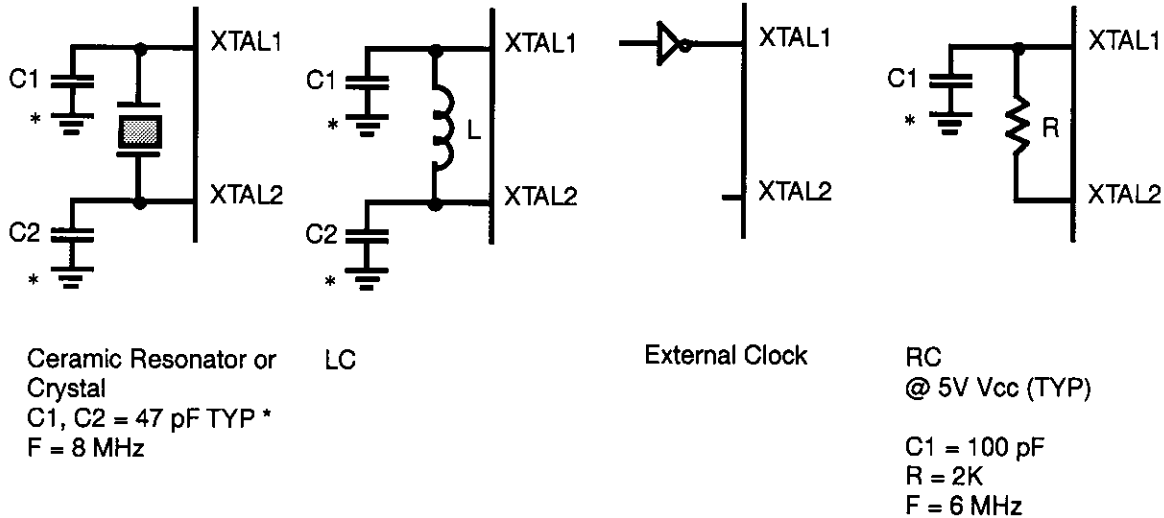 XTAL1
C1
*
XTAL2
C2
*
Ceramic Resonator or
Crystal
C1, C2 = 47 pF TYP *
F = 8 MHz
XTAL1
C1
*
L
XTAL2
C2
*
LC
XTAL1
XTAL2
External Clock
XTAL1
C1
*
R
XTAL2
RC
@ 5V Vcc (TYP)
C1 = 100 pF
R = 2K
F = 6 MHz